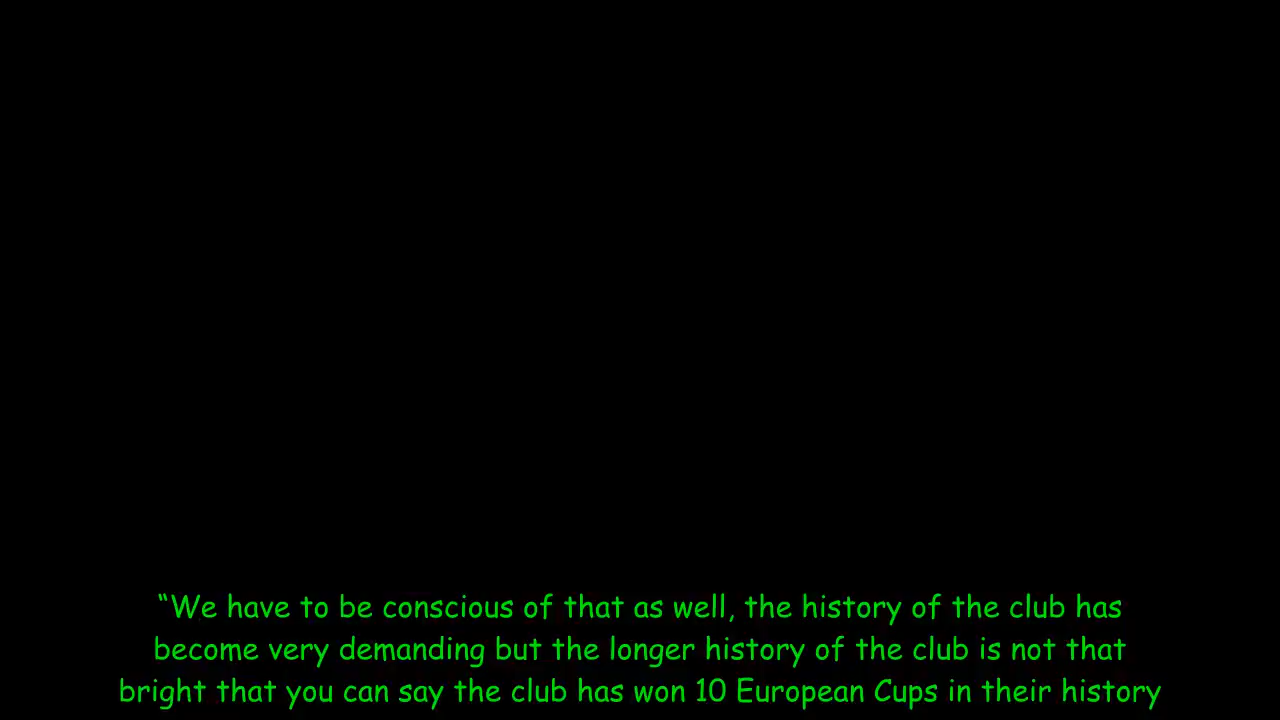 “We have to be conscious of that as well, the history of the club has
become very demanding but the longer history of the club is not that
bright that you can say the club has won 10 European Cups in their history